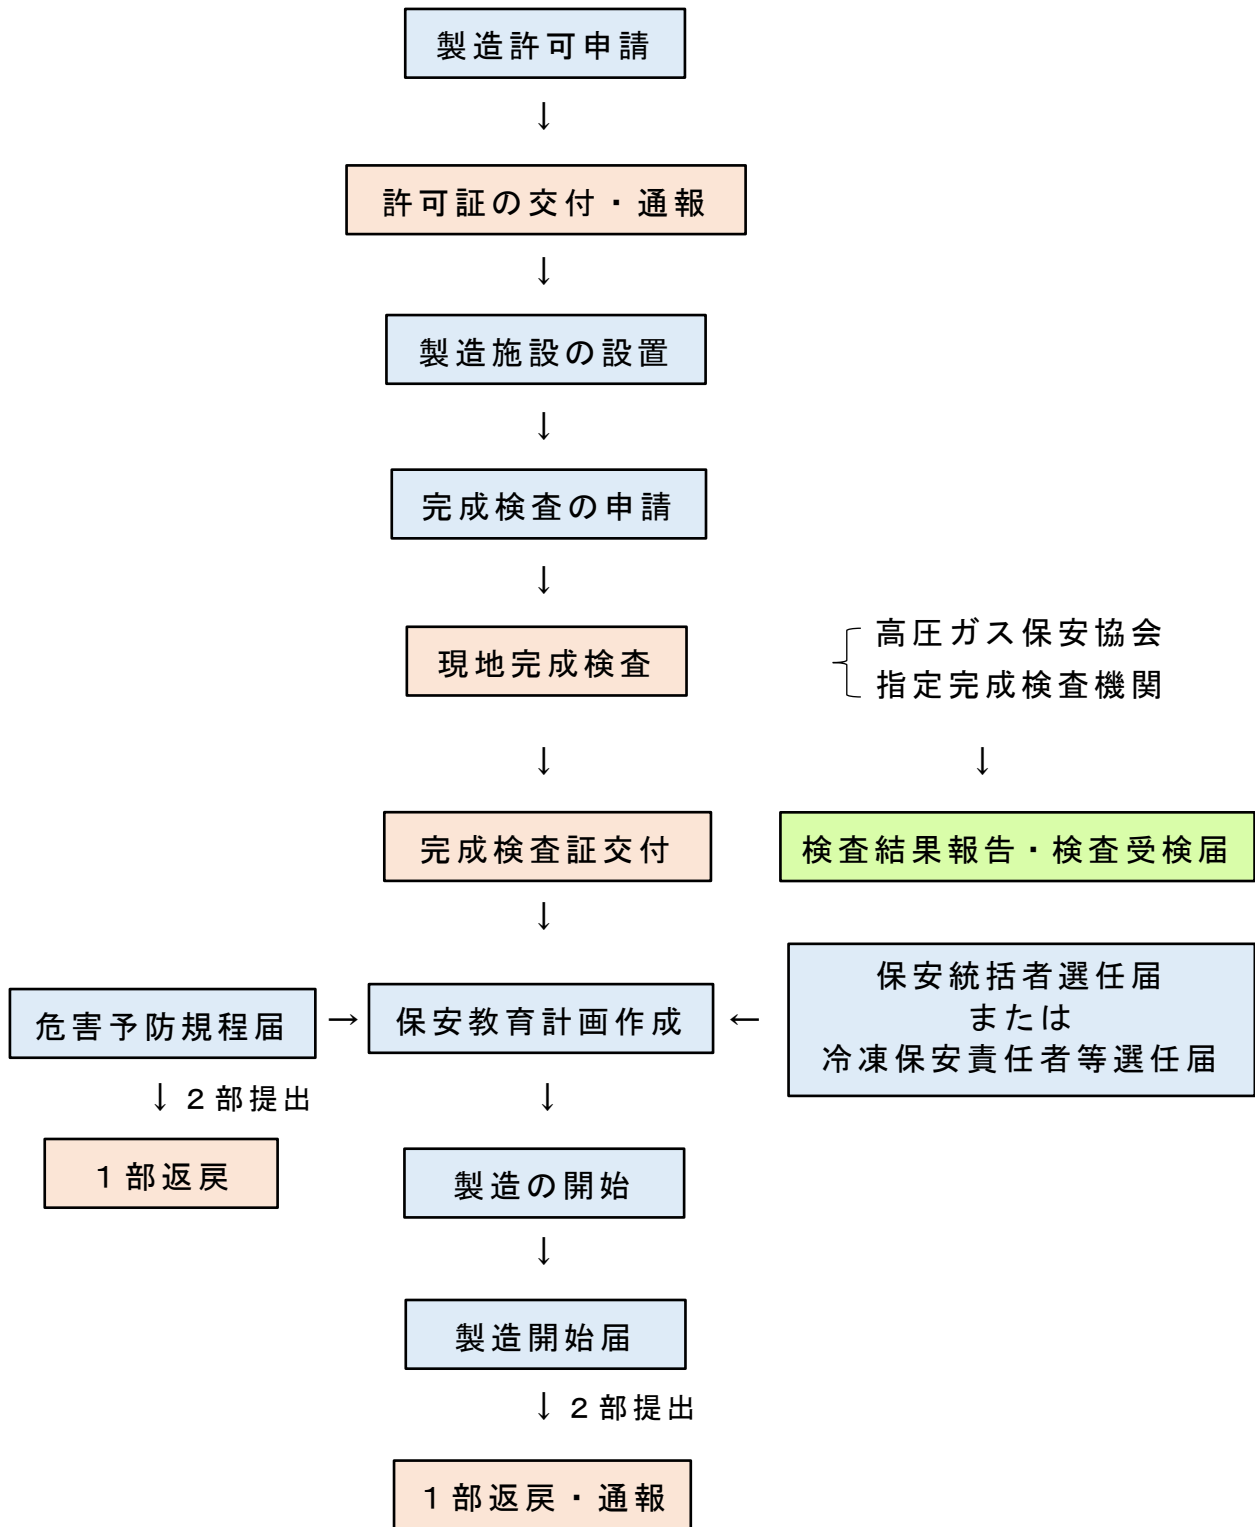 製造許可申請
↓
許可証の交付・通報
↓
製造施設の設置
↓
完成検査の申請
↓
現地完成検査
高圧ガス保安協会
指定完成検査機関
↓ ↓
完成検査証交付
検査結果報告・検査受検届
↓
危害予防規程届
→
保安教育計画作成
←
保安統括者選任届
または
冷凍保安責任者等選任届
↓ 2部提出
1部返戻
↓
製造の開始
↓
製造開始届
↓ 2部提出
1部返戻・通報